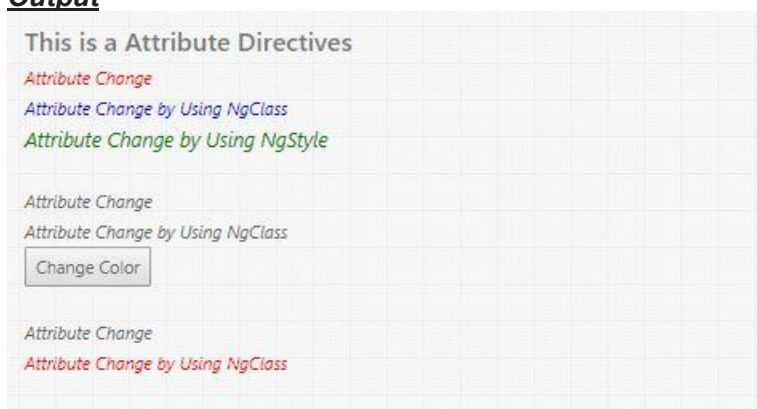 Output
This is a Attribute Directives
Attribute Change
Attribute Change by Using NgClass
Attribute Change by Using NgStyle
Attribute Change
Attribute Change by Using NgClass
Change Color
Attribute Change
Attribute Change by Using NgClass